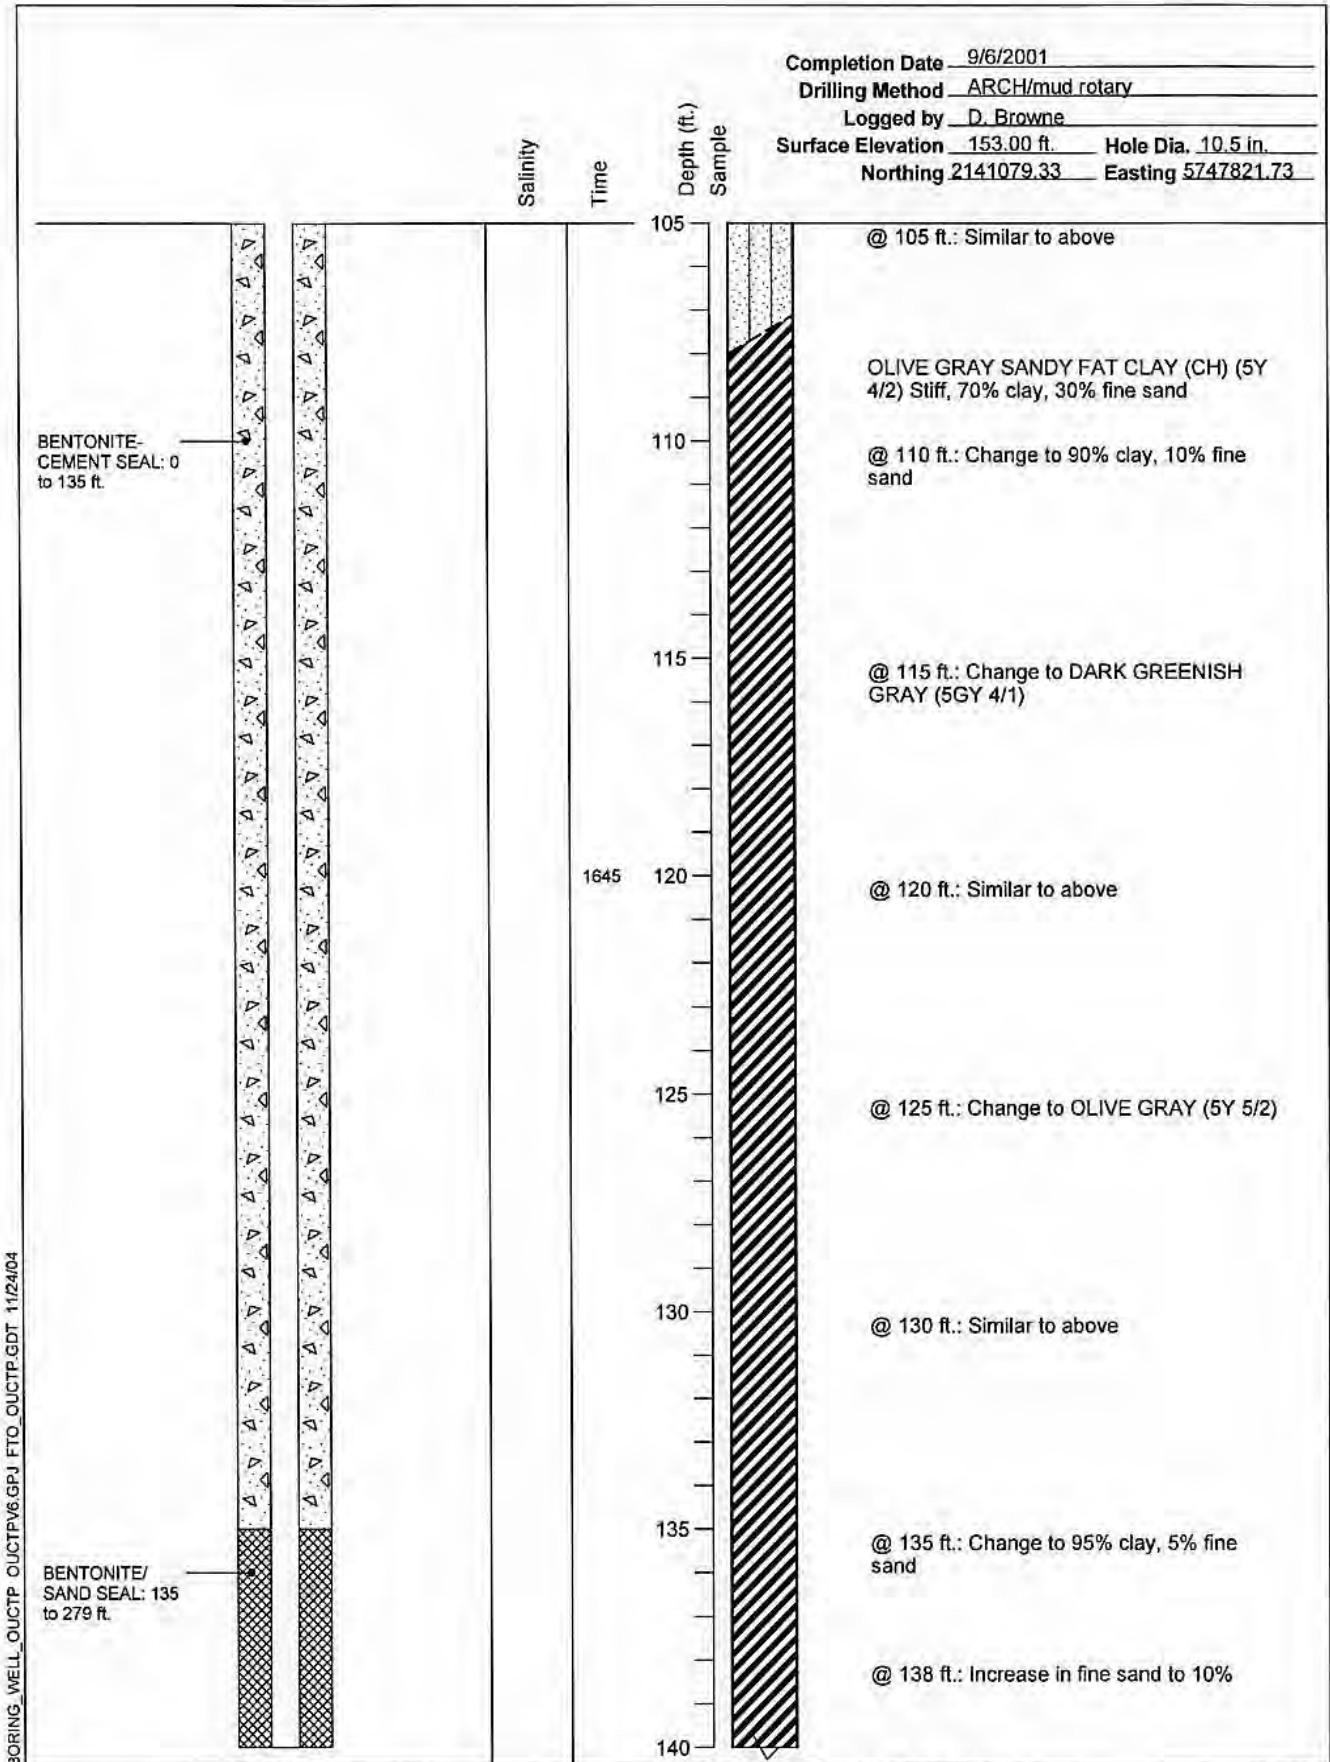 Completion Date 9/6/2001
Drilling Method ARCH/mud rotary
Logged by D. Browne
Surface Elevation 153.00 ft. Hole Dia. 10.5 in.
Northing 2141079.33 Easting 5747821.73
Salinity
Time
Depth (ft.)
Sample
105
@ 105 ft.: Similar to above
OLIVE GRAY SANDY FAT CLAY (CH) (5Y
4/2) Stiff, 70% clay, 30% fine sand
BENTONITE-
CEMENT SEAL: 0
to 135 ft.
110
@ 110 ft.: Change to 90% clay, 10% fine
sand
115
@ 115 ft.: Change to DARK GREENISH
GRAY (5GY 4/1)
1645
120
@ 120 ft.: Similar to above
125
@ 125 ft.: Change to OLIVE GRAY (5Y 5/2)
130
@ 130 ft.: Similar to above
135
@ 135 ft.: Change to 95% clay, 5% fine
sand
BENTONITE/
SAND SEAL: 135
to 279 ft.
@ 138 ft.: Increase in fine sand to 10%
140
BORING_WELL_OUCTP OUCTPV6.GPJ FTO_OUCTP.GDT 11/24/04